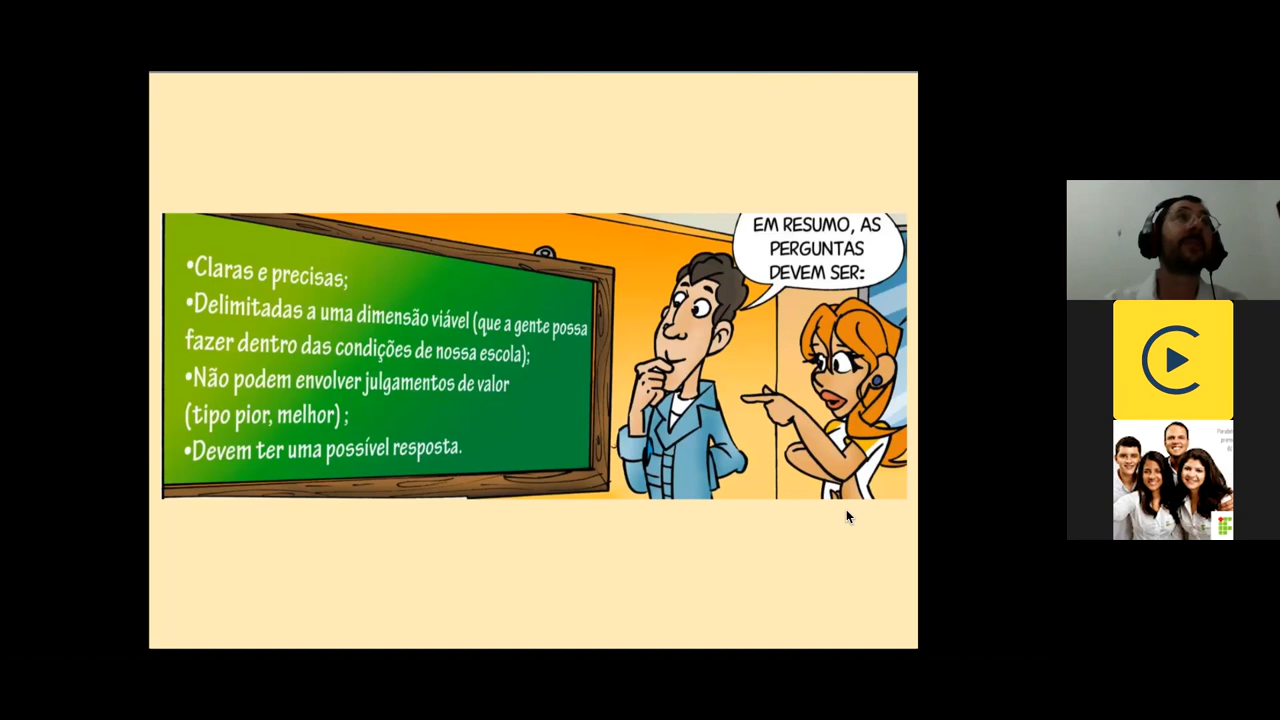 EM RESUMO, AS
PERGUNTAS
DEVEM SER:
•Claras e precisas;
•Delimitadas a uma dimensão viável (que a gente possa
fazer dentro das condições de nossa escola);
•Não podem envolver julgamentos de valor
(tipo pior, melhor) ;
•Devem ter uma possível resposta.